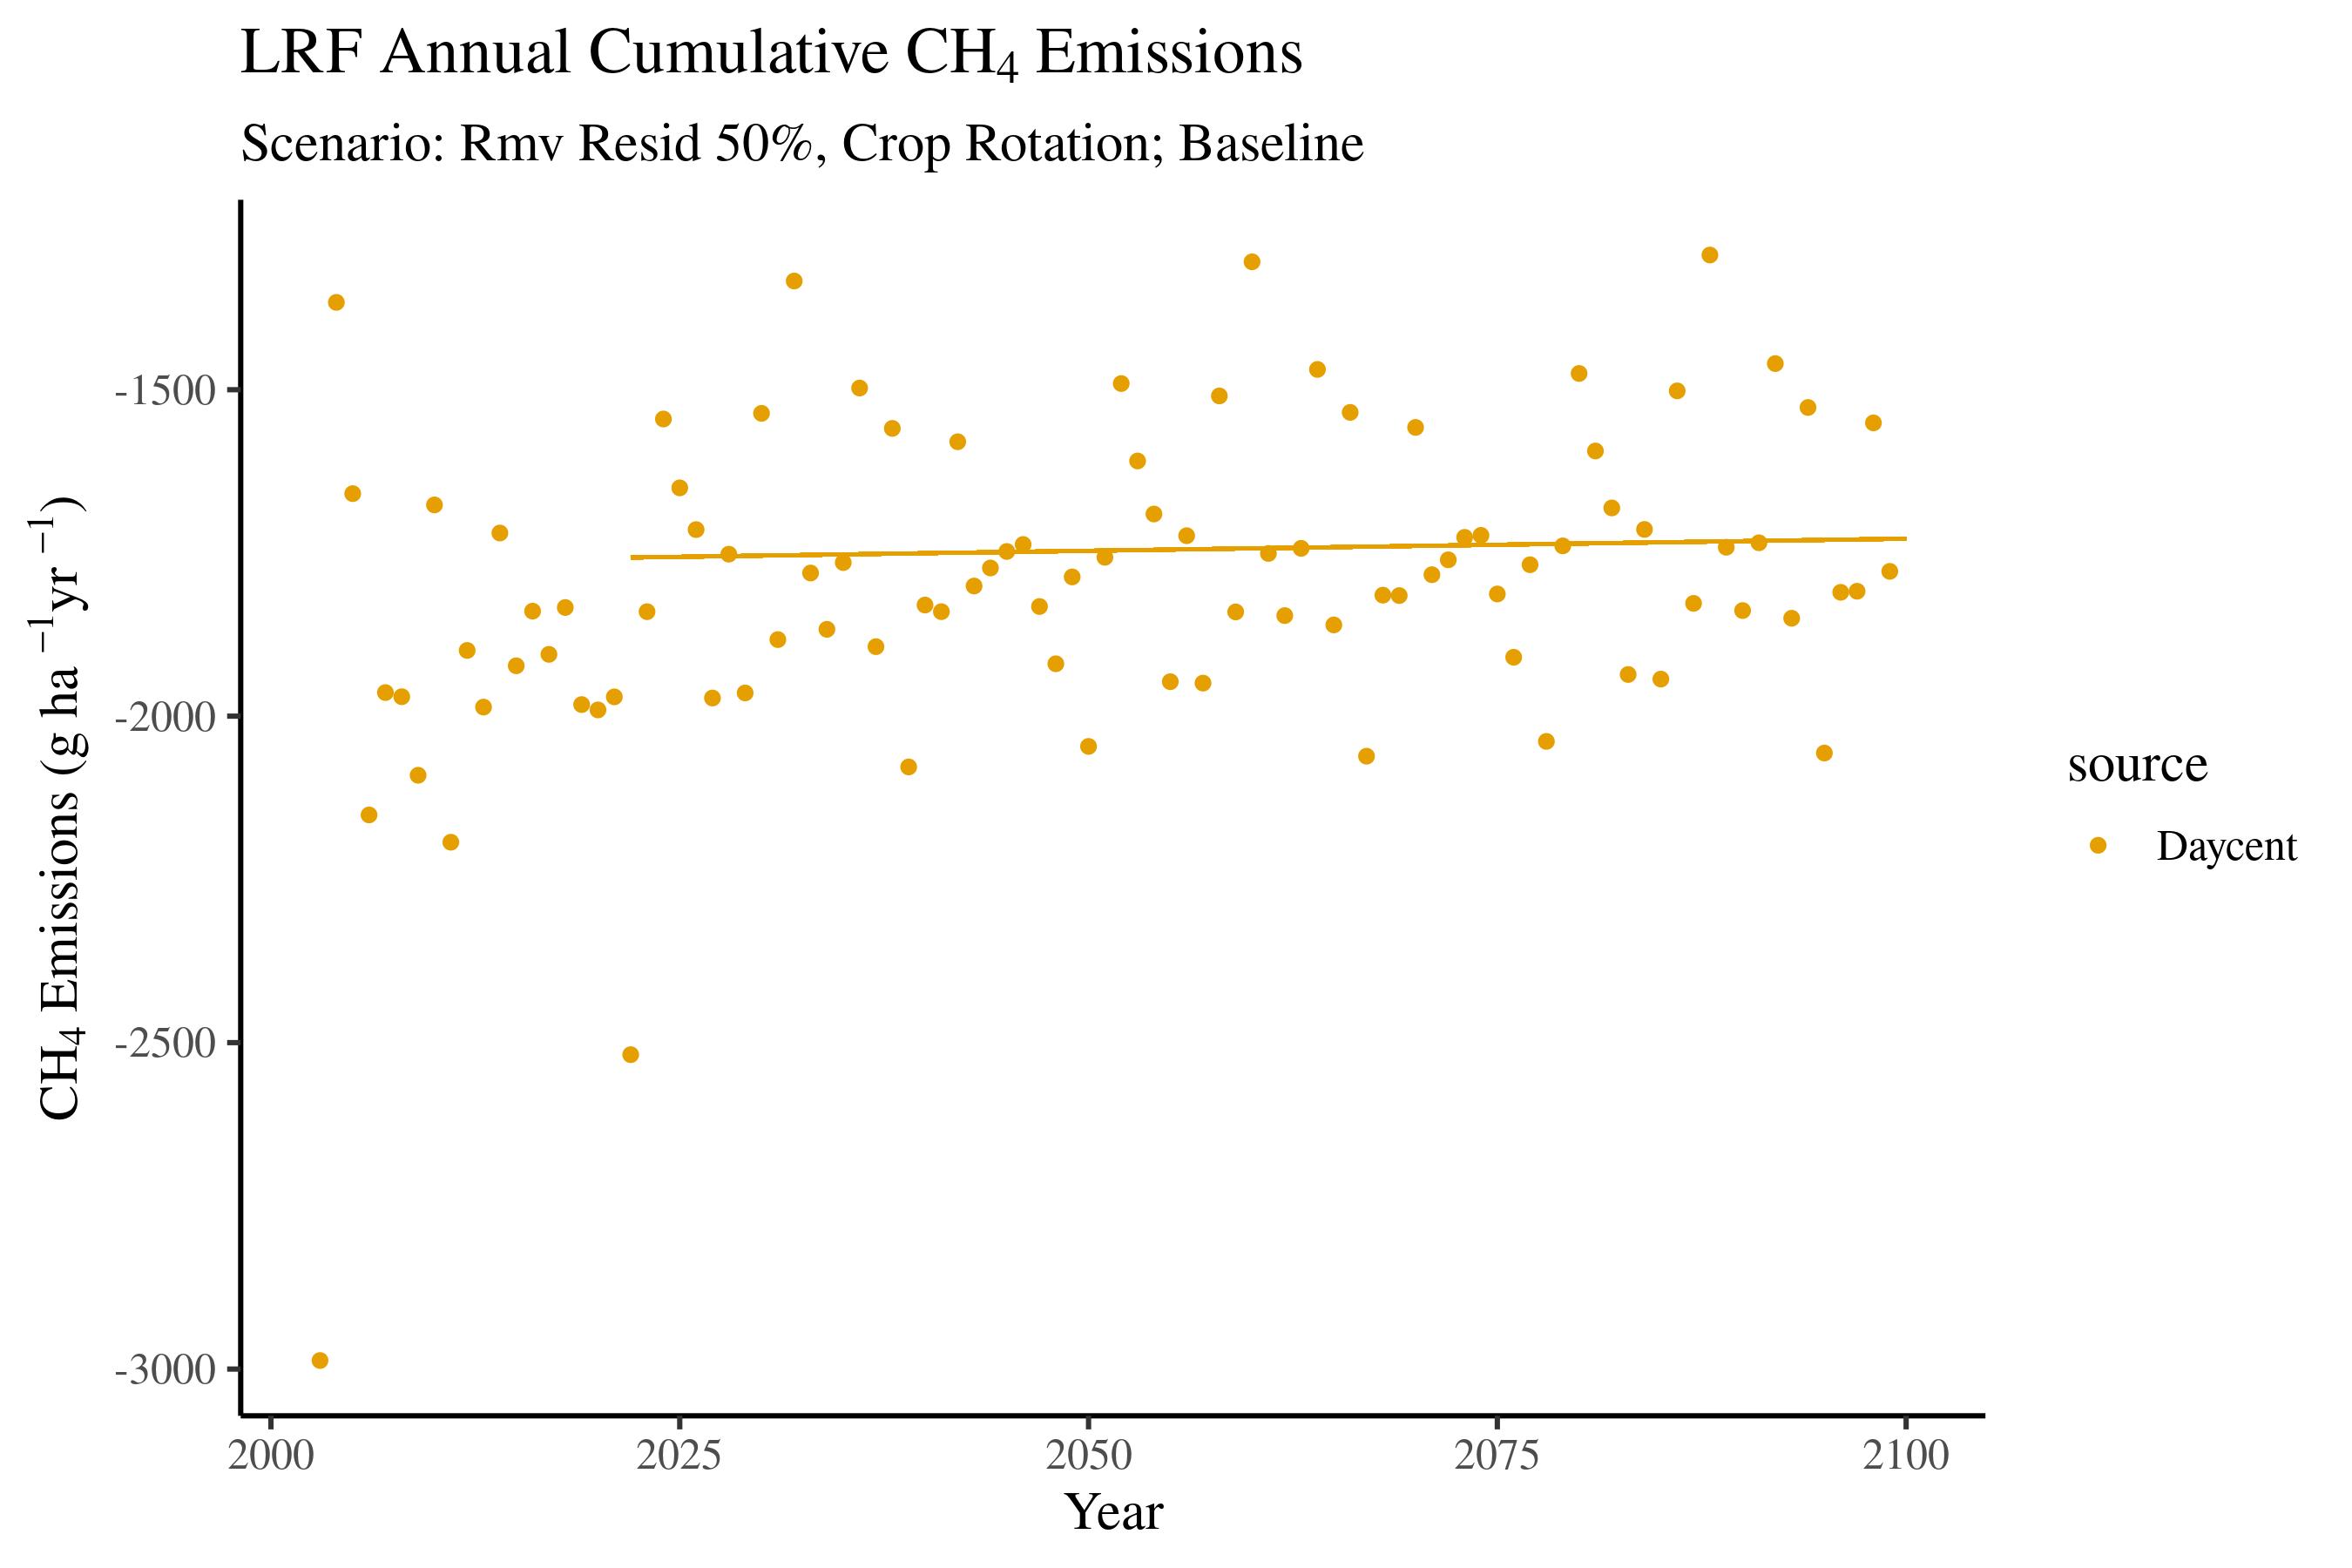 LRF Annual Cumulative CH₄ Emissions
Scenario: Rmv Resid 50%, Crop Rotation; Baseline
CH₄ Emissions (g ha ⁻¹yr ⁻¹)
-1500
-2000
-2500
-3000
2000
2025
2050
2075
2100
Year
source
Daycent